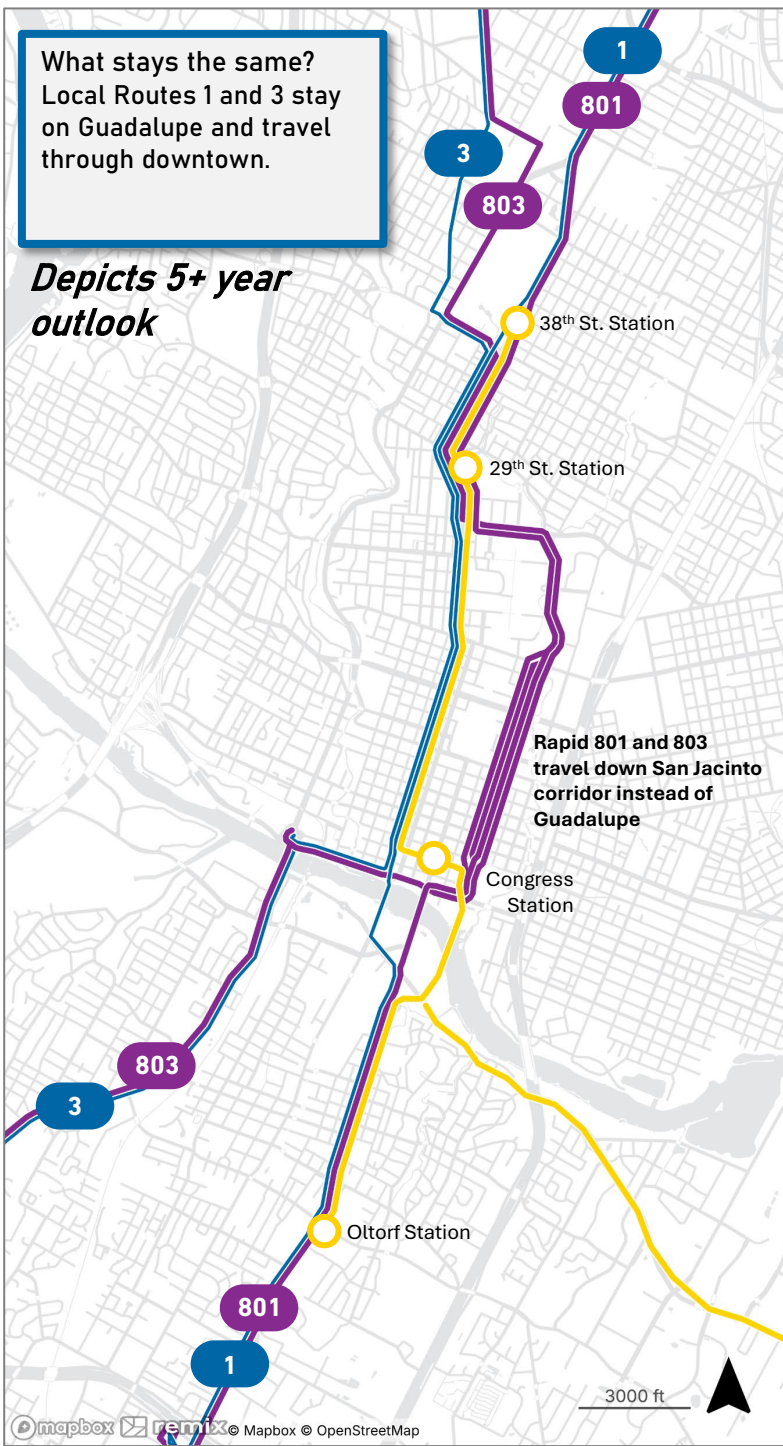 What stays the same?
Local Routes 1 and 3 stay
on Guadalupe and travel
through downtown.
Depicts 5+ year
outlook
1
801
3
803
38th St. Station
29th St. Station
Rapid 801 and 803
travel down San Jacinto
corridor instead of
Guadalupe
Congress
Station
803
3
Oltorf Station
801
1
3000 ft
mapbox remix © Mapbox © OpenStreetMap